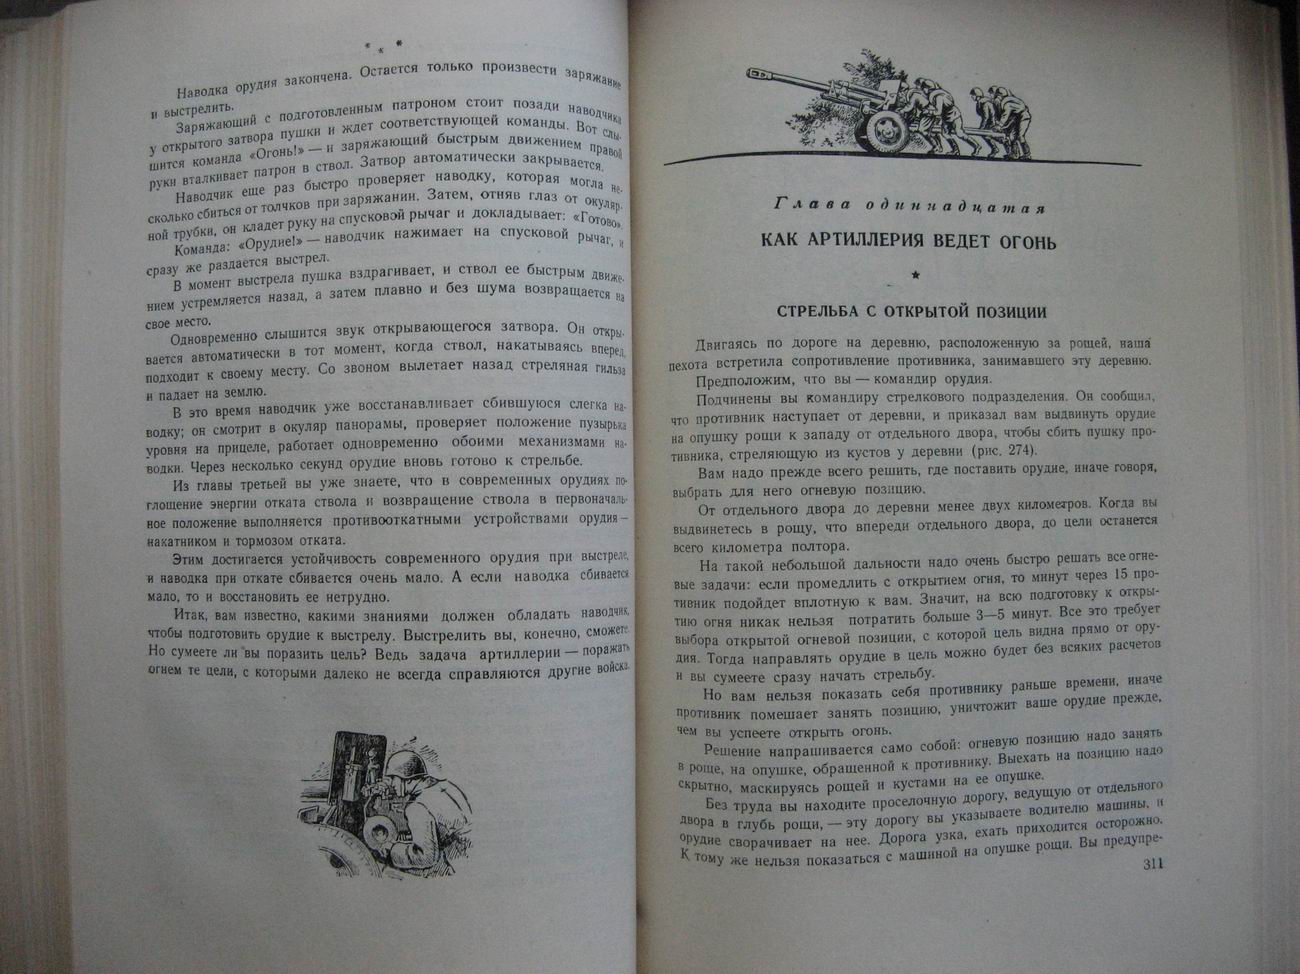 * * *
Наводка орудия закончена. Остается только произвести заряжание
и выстрелить.
Заряжающий с подготовленным патроном стоит позади наводчика
у открытого затвора пушки и ждет соответствующей команды. Вот слы-
шится команда «Огонь!» — и заряжающий быстрым движением правой
руки вталкивает патрон в ствол. Затвор автоматически закрывается.
Наводчик еще раз быстро проверяет наводку, которая могла не-
сколько сбиться от толчков при заряжании. Затем, отняв глаз от окуляр-
ной трубки, он кладет руку на спусковой рычаг и докладывает: «Готово».
Команда: «Орудие!» — наводчик нажимает на спусковой рычаг, и
сразу же раздается выстрел.
В момент выстрела пушка вздрагивает, и ствол ее быстрым движе-
нием устремляется назад, а затем плавно и без шума возвращается на
свое место.
Одновременно слышится звук открывающегося затвора. Он откры-
вается автоматически в тот момент, когда ствол, накатываясь вперед,
подходит к своему месту. Со звоном вылетает назад стреляная гильза
и падает на землю.
В это время наводчик уже восстанавливает сбившуюся слегка на-
водку; он смотрит в окуляр панорамы, проверяет положение пузырька
уровня на прицеле, работает одновременно обоими механизмами на-
водки. Через несколько секунд орудие вновь готово к стрельбе.
Из главы третьей вы уже знаете, что в современных орудиях по-
глощение энергии отката ствола и возвращение ствола в первоначаль-
ное положение выполняется противооткатными устройствами орудия —
накатником и тормозом отката.
Этим достигается устойчивость современного орудия при выстреле,
и наводка при откате сбивается очень мало. А если наводка сбивается
мало, то и восстановить ее нетрудно.
Итак, вам известно, какими знаниями должен обладать наводчик,
чтобы подготовить орудие к выстрелу. Выстрелить вы, конечно, сможете.
Но сумеете ли вы поразить цель? Ведь задача артиллерии — поражать
огнем те цели, с которыми далеко не всегда справляются другие войска.
Глава одиннадцатая
КАК АРТИЛЛЕРИЯ ВЕДЕТ ОГОНЬ
★
СТРЕЛЬБА С ОТКРЫТОЙ ПОЗИЦИИ
Двигаясь по дороге на деревню, расположенную за рощей, наша
пехота встретила сопротивление противника, занимавшего эту деревню.
Предположим, что вы — командир орудия.
Подчинены вы командиру стрелкового подразделения. Он сообщил,
что противник наступает от деревни, и приказал вам выдвинуть орудие
на опушку рощи к западу от отдельного двора, чтобы сбить пушку про-
тивника, стреляющую из кустов у деревни (рис. 274).
Вам надо прежде всего решить, где поставить орудие, иначе говоря,
выбрать для него огневую позицию.
От отдельного двора до деревни менее двух километров. Когда вы
выдвинетесь в рощу, что впереди отдельного двора, до цели останется
всего километра полтора.
На такой небольшой дальности надо очень быстро решать все огне-
вые задачи: если промедлить с открытием огня, то минут через 15 про-
тивник подойдет вплотную к вам. Значит, на всю подготовку к откры-
тию огня никак нельзя потратить больше 3—5 минут. Все это требует
выбора открытой огневой позиции, с которой цель видна прямо от ору-
дия. Тогда направлять орудие в цель можно будет без всяких расчетов
и вы сумеете сразу начать стрельбу.
Но вам нельзя показать себя противнику раньше времени, иначе
противник помешает занять позицию, уничтожит ваше орудие прежде,
чем вы успеете открыть огонь.
Решение напрашивается само собой: огневую позицию надо занять
в роще, на опушке, обращенной к противнику. Выехать на позицию надо
скрытно, маскируясь рощей и кустами на ее опушке.
Без труда вы находите проселочную дорогу, ведущую от отдельного
двора в глубь рощи, — эту дорогу вы указываете водителю машины, и
орудие сворачивает на нее. Дорога узка, ехать приходится осторожно.
К тому же нельзя показаться с машиной на опушке рощи. Вы предупре-
311